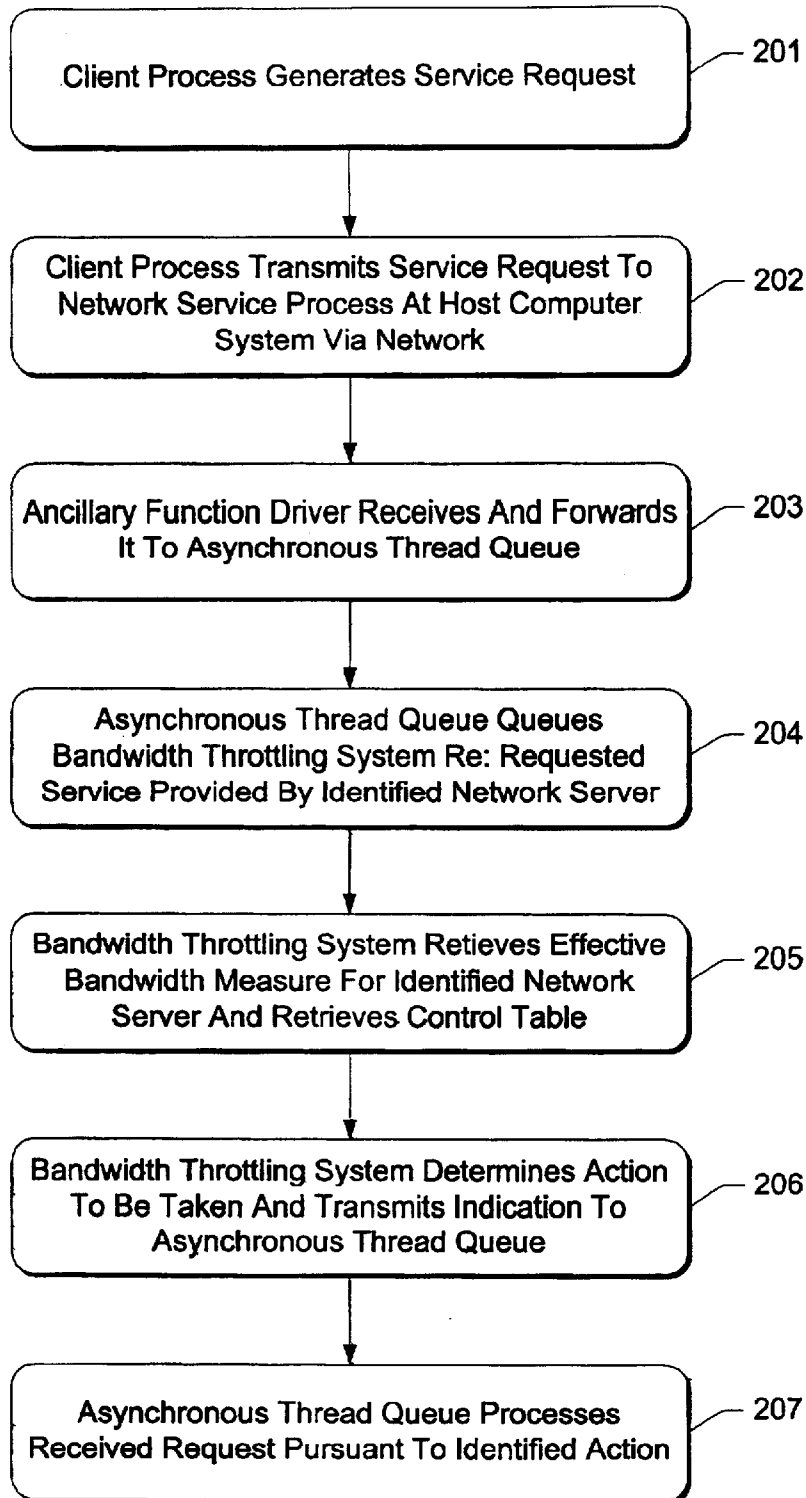 Client Process Generates Service Request
201
Client Process Transmits Service Request To
Network Service Process At Host Computer
System Via Network
202
Ancillary Function Driver Receives And Forwards
It To Asynchronous Thread Queue
203
Asynchronous Thread Queue Queues
Bandwidth Throttling System Re: Requested
Service Provided By Identified Network Server
204
Bandwidth Throttling System Retieves Effective
Bandwidth Measure For Identified Network
Server And Retrieves Control Table
205
Bandwidth Throttling System Determines Action
To Be Taken And Transmits Indication To
Asynchronous Thread Queue
206
Asynchronous Thread Queue Processes
Received Request Pursuant To Identified Action
207